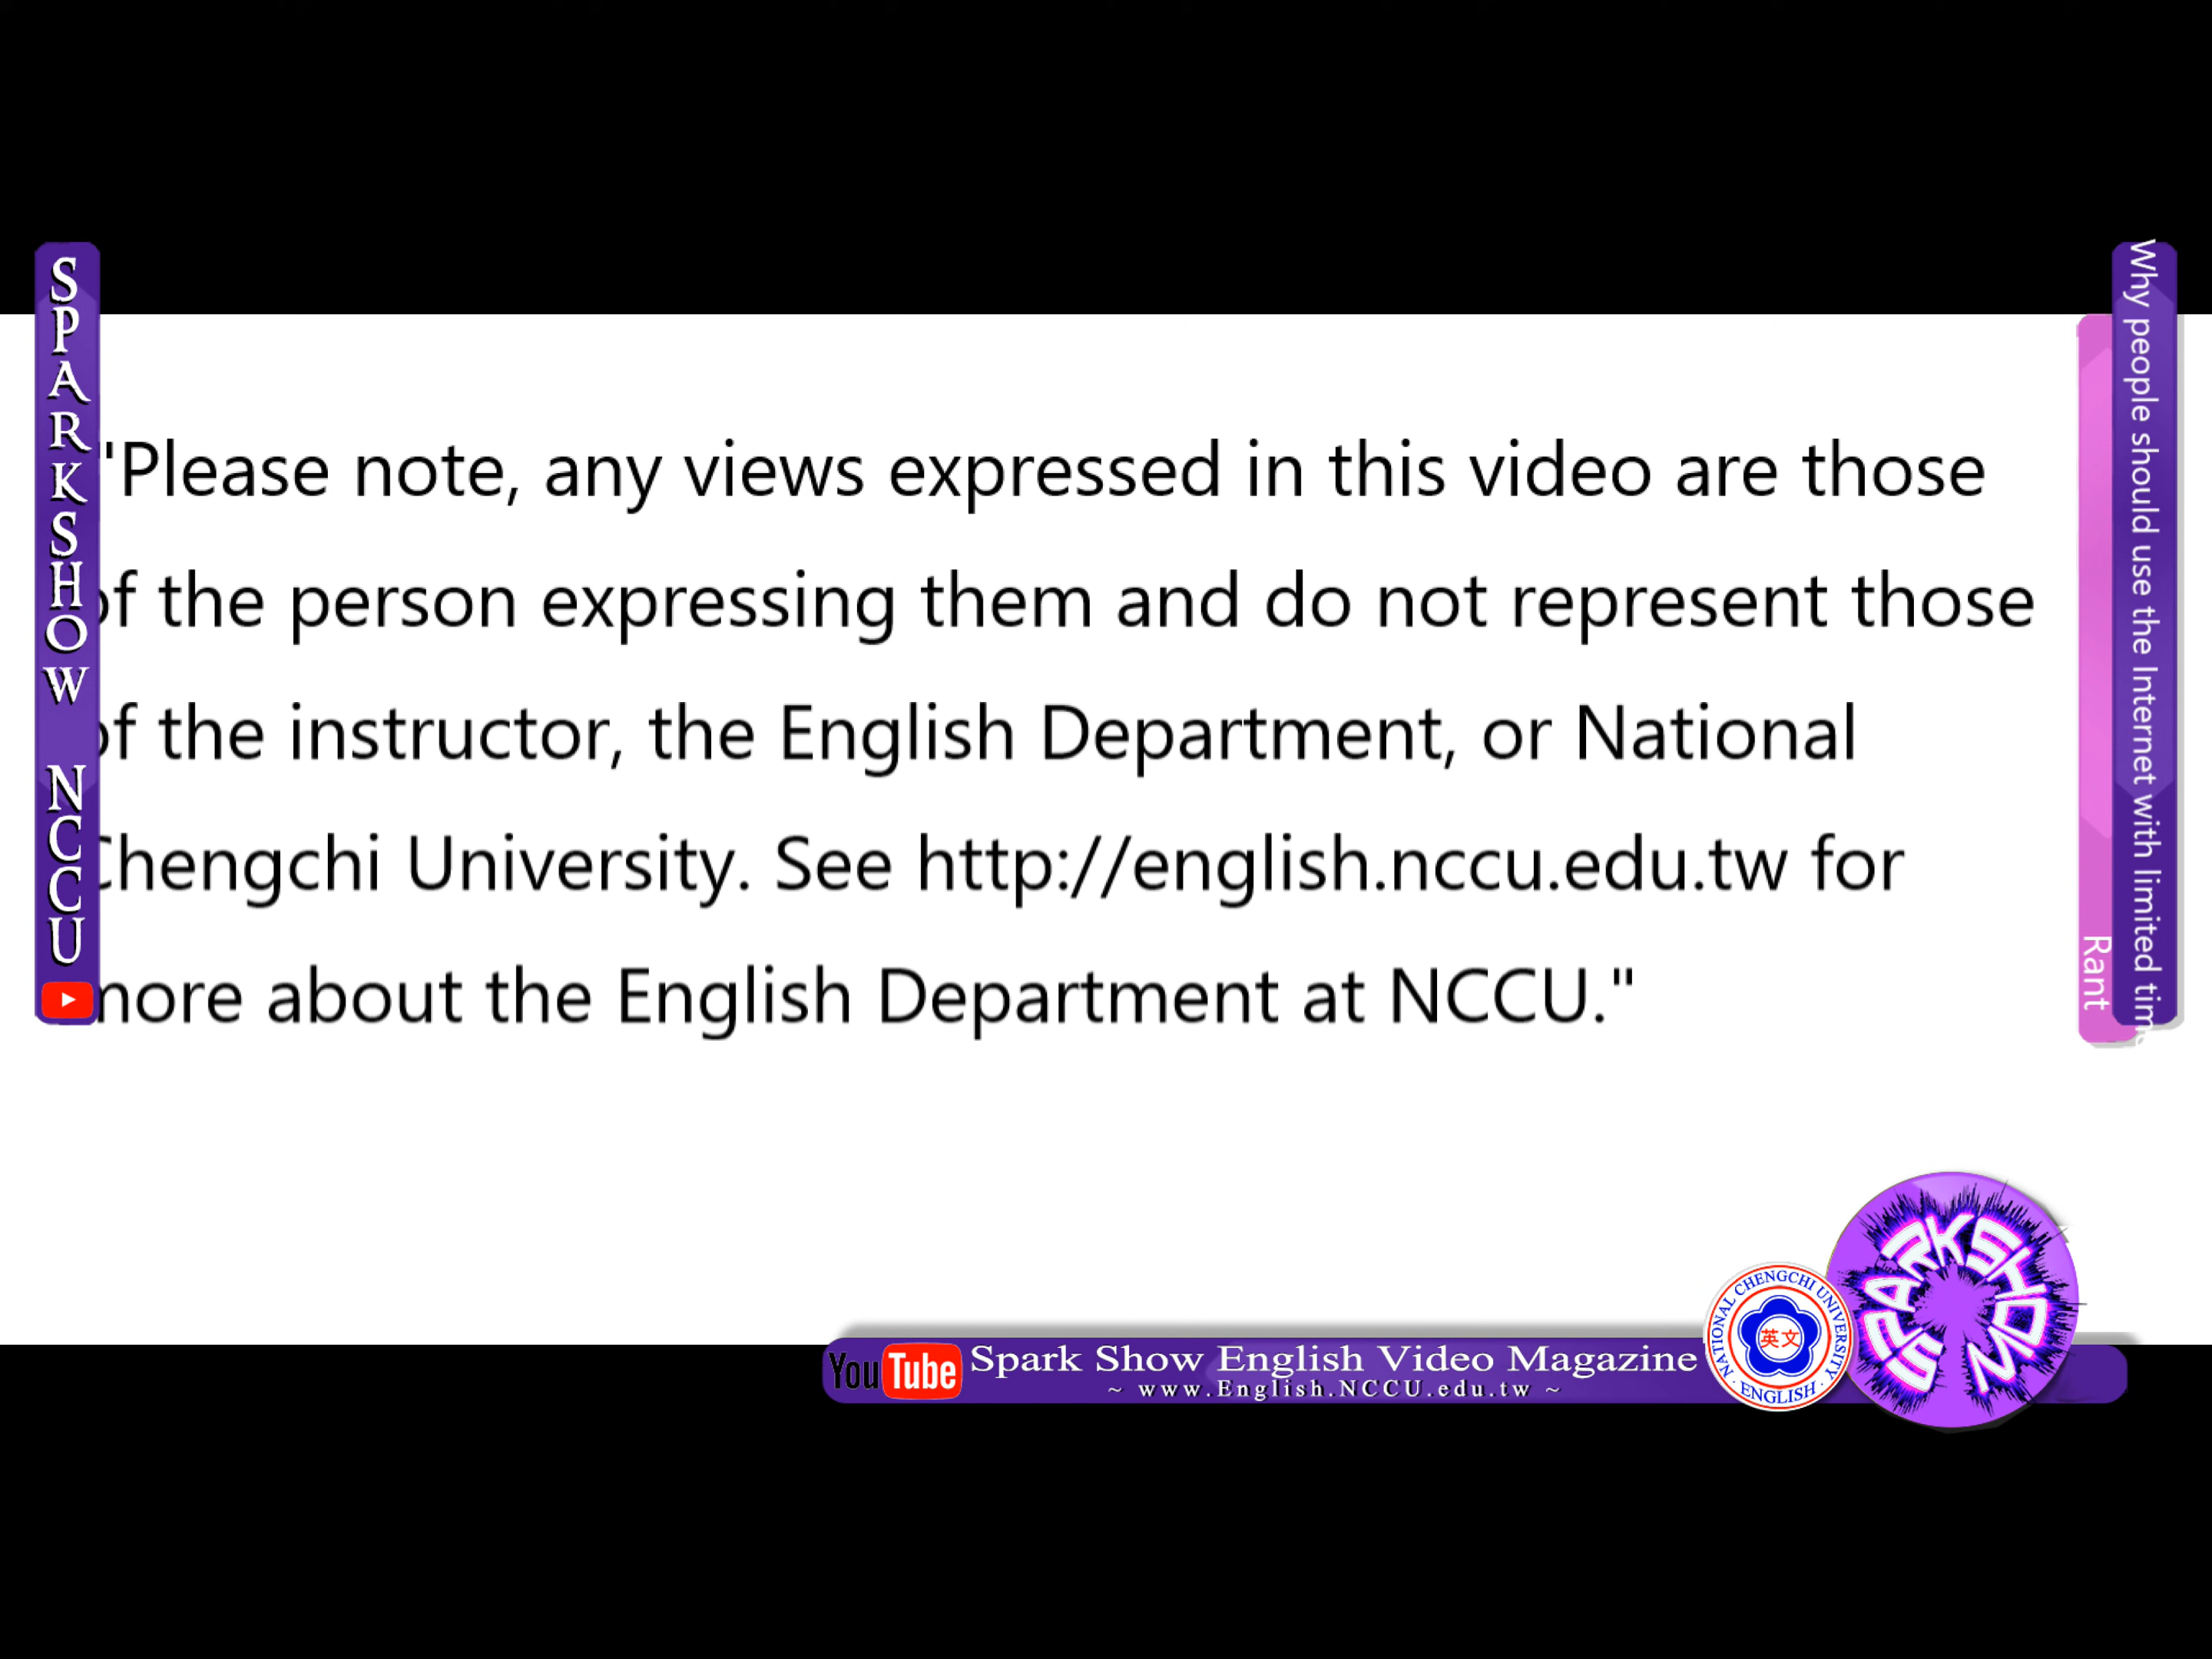 SPARKSHOW NCCU
"Please note, any views expressed in this video are those
of the person expressing them and do not represent those
of the instructor, the English Department, or National
Chengchi University. See http://english.nccu.edu.tw for
more about the English Department at NCCU."
Why people should use the Internet with limited time
Rant
YouTube
Spark Show English Video Magazine
~ www.English.NCCU.edu.tw ~
NATIONAL CHENGCHI UNIVERSITY
英文
· ENGLISH ·
SPARKSHOW